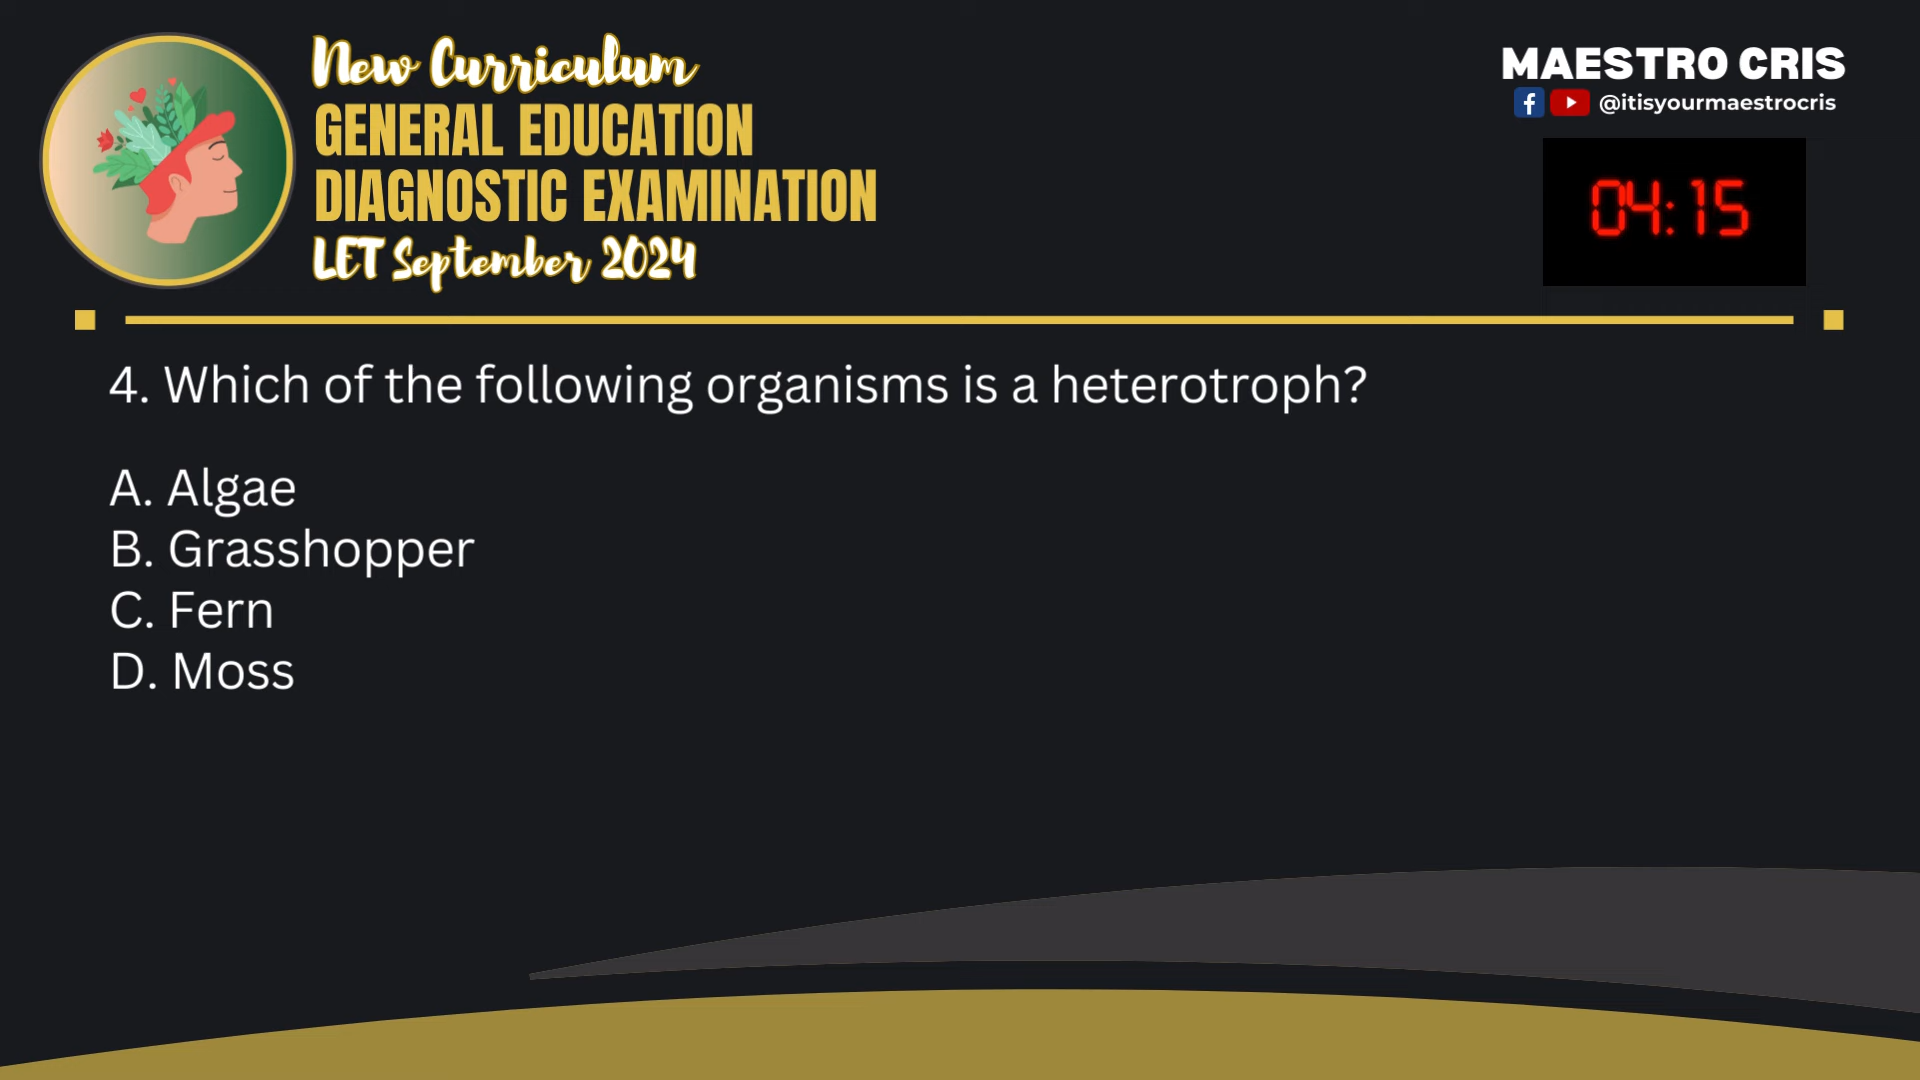 New Curriculum
GENERAL EDUCATION
DIAGNOSTIC EXAMINATION
LET September 2024
MAESTRO CRIS
@itisyourmaestrocris
04:15
4. Which of the following organisms is a heterotroph?
A. Algae
B. Grasshopper
C. Fern
D. Moss